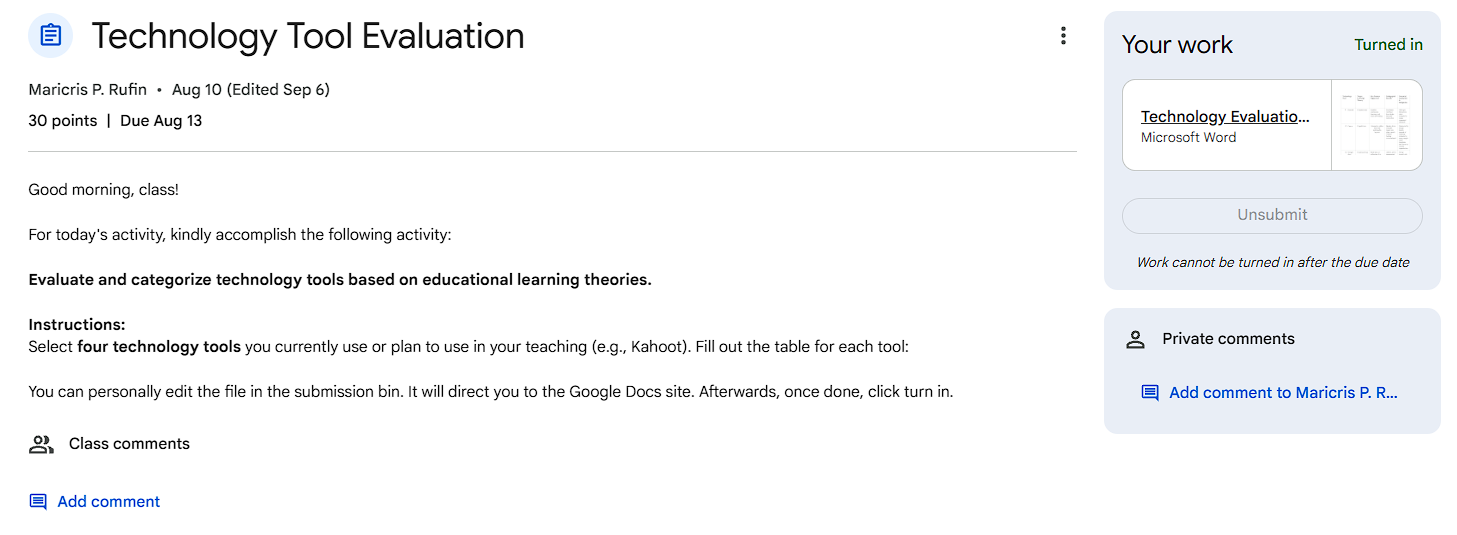 Technology Tool Evaluation
Maricris P. Rufin • Aug 10 (Edited Sep 6)
30 points | Due Aug 13
Good morning, class!
For today's activity, kindly accomplish the following activity:
Evaluate and categorize technology tools based on educational learning theories.
Instructions:
Select four technology tools you currently use or plan to use in your teaching (e.g., Kahoot). Fill out the table for each tool:
You can personally edit the file in the submission bin. It will direct you to the Google Docs site. Afterwards, once done, click turn in.
Class comments
Add comment
Your work
Turned in
Technology Evaluatio...
Microsoft Word
Unsubmit
Work cannot be turned in after the due date
Private comments
Add comment to Maricris P. R...